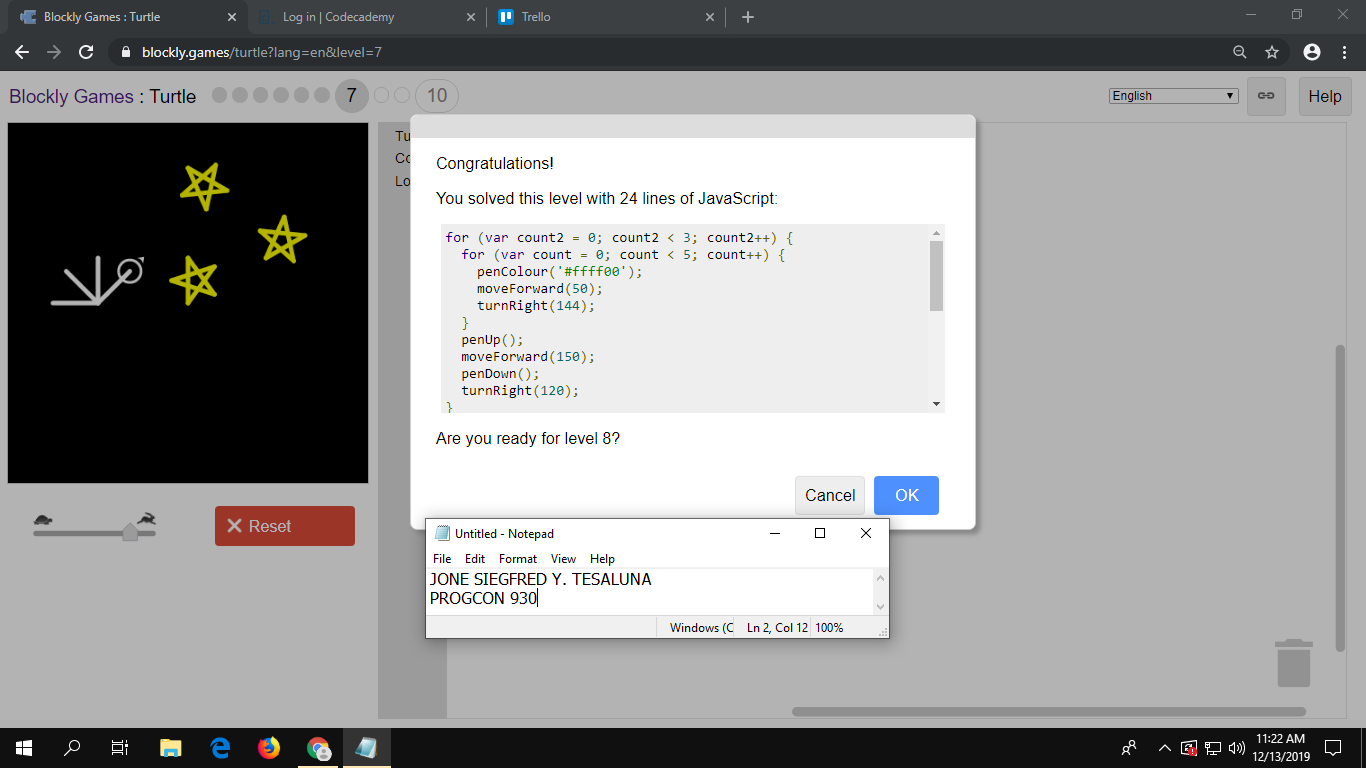 Blockly Games : Turtle
Log in | Codecademy
Trello
blockly.games/turtle?lang=en&level=7
Blockly Games : Turtle
7
10
English
Help
Tu
Co
Lo
Congratulations!
You solved this level with 24 lines of JavaScript:
for (var count2 = 0; count2 < 3; count2++) {
for (var count = 0; count < 5; count++) {
penColour('#ffff00');
moveForward(50);
turnRight(144);
}
penUp();
moveForward(150);
penDown();
turnRight(120);
}
Are you ready for level 8?
Cancel
OK
Reset
Untitled - Notepad
File Edit Format View Help
JONE SIEGFRED Y. TESALUNA
PROGCON 930
Windows (C
Ln 2, Col 12
100%
11:22 AM
12/13/2019